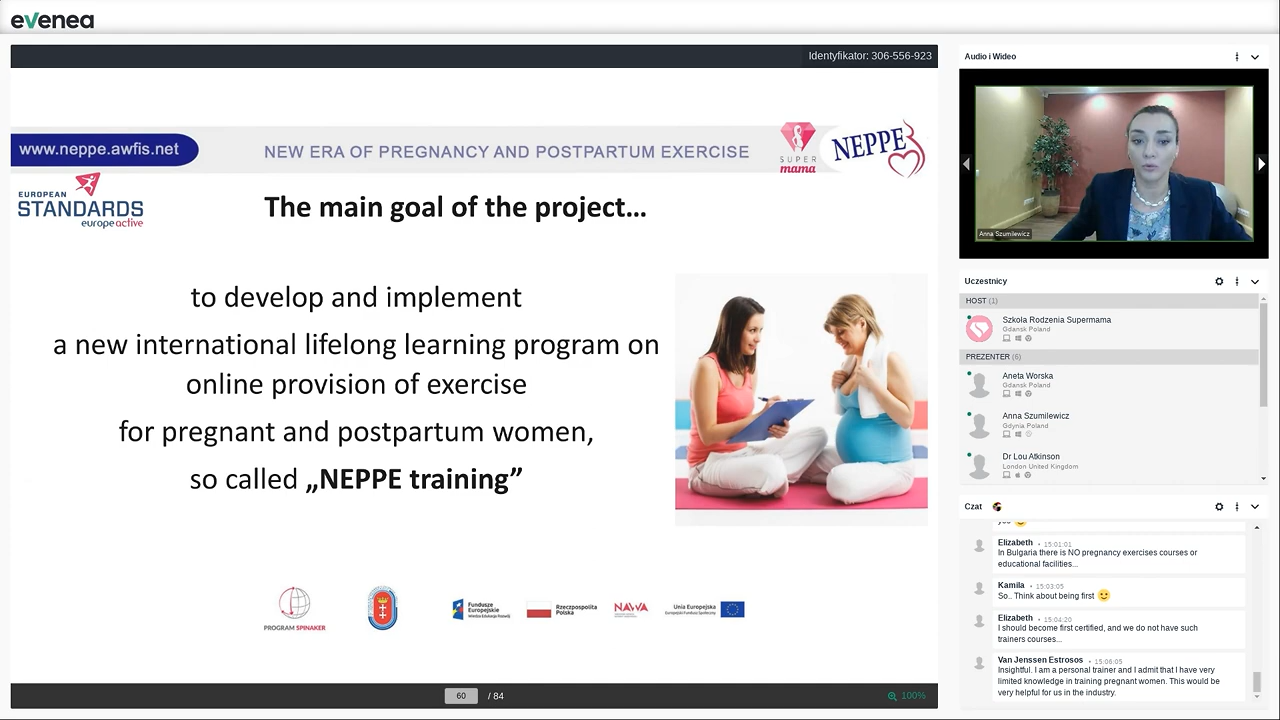 evenea
Identyfikator: 306-556-923
www.neppe.awfis.net
NEW ERA OF PREGNANCY AND POSTPARTUM EXERCISE
SUPER
mama
NEPPE
EUROPEAN
STANDARDS
europe active
The main goal of the project…
to develop and implement
a new international lifelong learning program on
online provision of exercise
for pregnant and postpartum women,
so called „NEPPE training”
PROGRAM SPINAKER
Fundusze
Europejskie
Wiedza Edukacja Rozwój
Rzeczpospolita
Polska
NAWA
Unia Europejska
Europejski Fundusz Społeczny
60 / 84
100%
Audio i Wideo
Anna Szumilewicz
Uczestnicy
HOST (1)
Szkoła Rodzenia Supermama
Gdansk Poland
PREZENTER (6)
Aneta Worska
Gdansk Poland
Anna Szumilewicz
Gdynia Poland
Dr Lou Atkinson
London United Kingdom
Czat
Elizabeth • 15:01:01
In Bulgaria there is NO pregnancy exercises courses or
educational facilities...
Kamila • 15:03:05
So.. Think about being first
Elizabeth • 15:04:20
I should become first certified, and we do not have such
trainers courses...
Van Jenssen Estrosos • 15:06:05
Insightful. I am a personal trainer and I admit that I have very
limited knowledge in training pregnant women. This would be
very helpful for us in the industry.